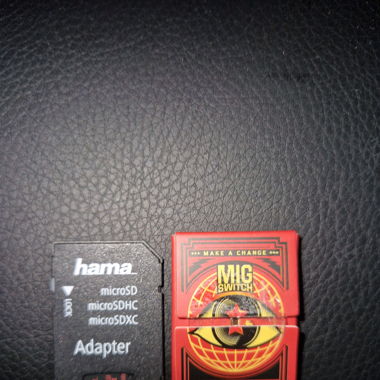 hama
microSD
microSDHC
microSDXC
LOCK
Adapter
MAKE A CHANGE
MIG
SWITCH